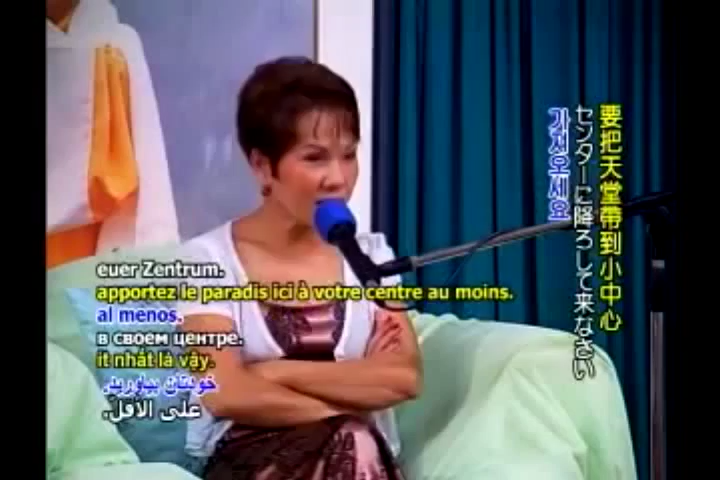 要把天堂帶到小中心
センターに降ろして来なさい
가져오세요
euer Zentrum.
apportez le paradis ici à votre centre au moins.
al menos.
в своем центре.
ít nhất là vậy.
خودتان بیاورید.
على الأقل.